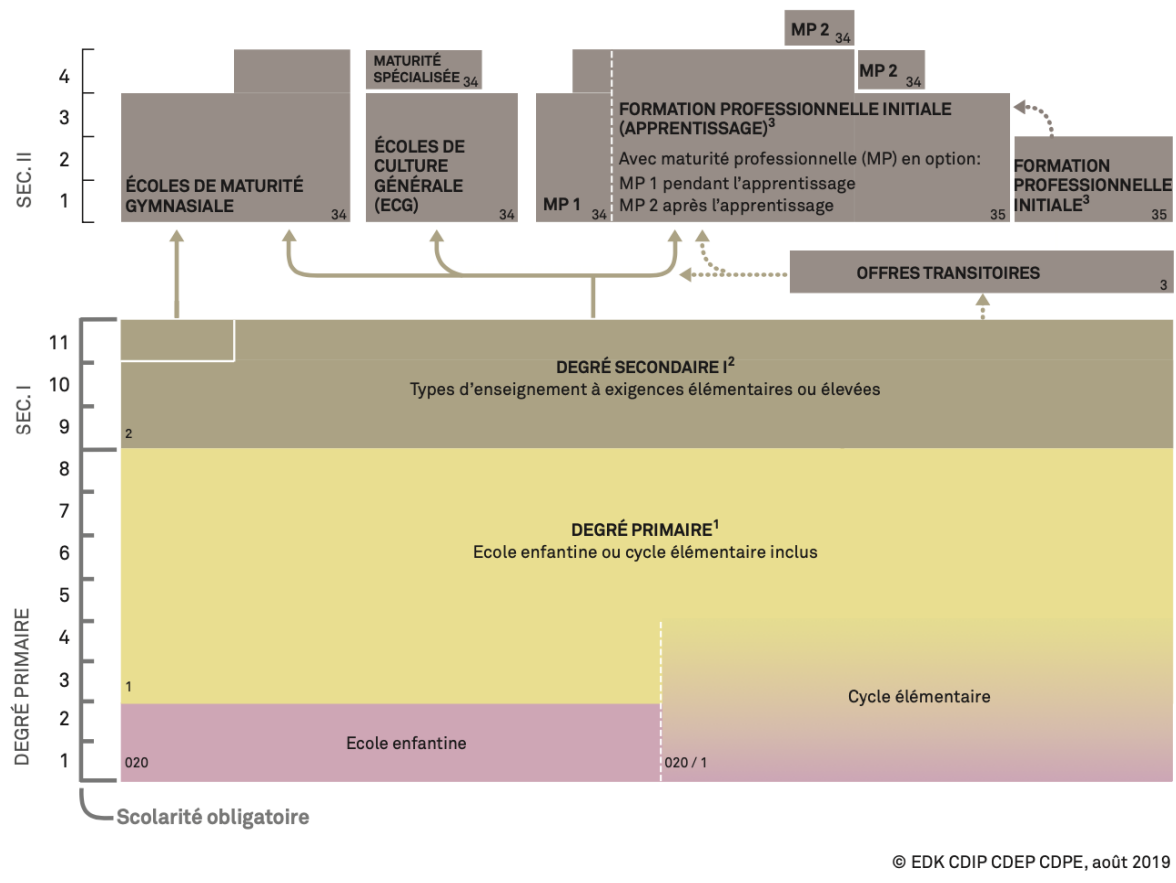 MP 2 34
4
MATURITÉ
SPÉCIALISÉE 34
MP 2
34
3
FORMATION PROFESSIONNELLE INITIALE
(APPRENTISSAGE)3
SEC. II
2
ÉCOLES DE
CULTURE
GÉNÉRALE
(ECG)
34
Avec maturité professionnelle (MP) en option:
MP 1 pendant l'apprentissage
MP 2 après l'apprentissage
35
FORMATION
PROFESSIONNELLE
INITIALE3
35
1
ÉCOLES DE MATURITÉ
GYMNASIALE
34
MP 1 34
OFFRES TRANSITOIRES
3
11
SEC. I
10
9
DEGRÉ SECONDAIRE I2
Types d'enseignement à exigences élémentaires ou élevées
2
8
7
6
5
4
3
2
1
DEGRÉ PRIMAIRE
DEGRÉ PRIMAIRE1
Ecole enfantine ou cycle élémentaire inclus
1
Cycle élémentaire
Ecole enfantine
020
020 / 1
Scolarité obligatoire
© EDK CDIP CDEP CDPE, août 2019